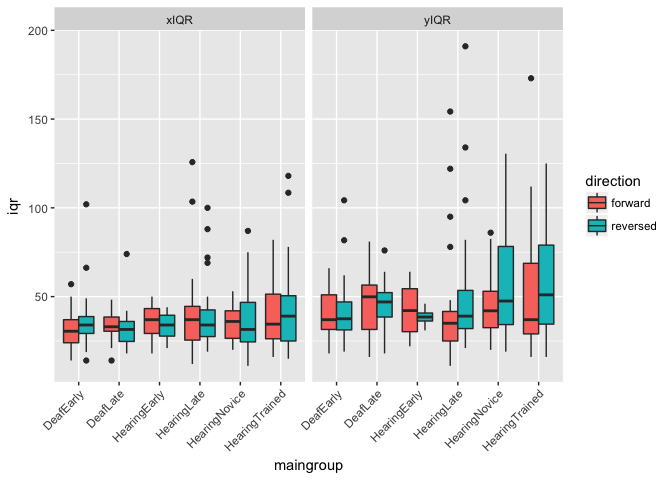 xIQR
yIQR
200
150
100
50
iqr
DeafEarly
DeafLate
HearingEarly
HearingLate
HearingNovice
HearingTrained
DeafEarly
DeafLate
HearingEarly
HearingLate
HearingNovice
HearingTrained
maingroup
direction
forward
reversed